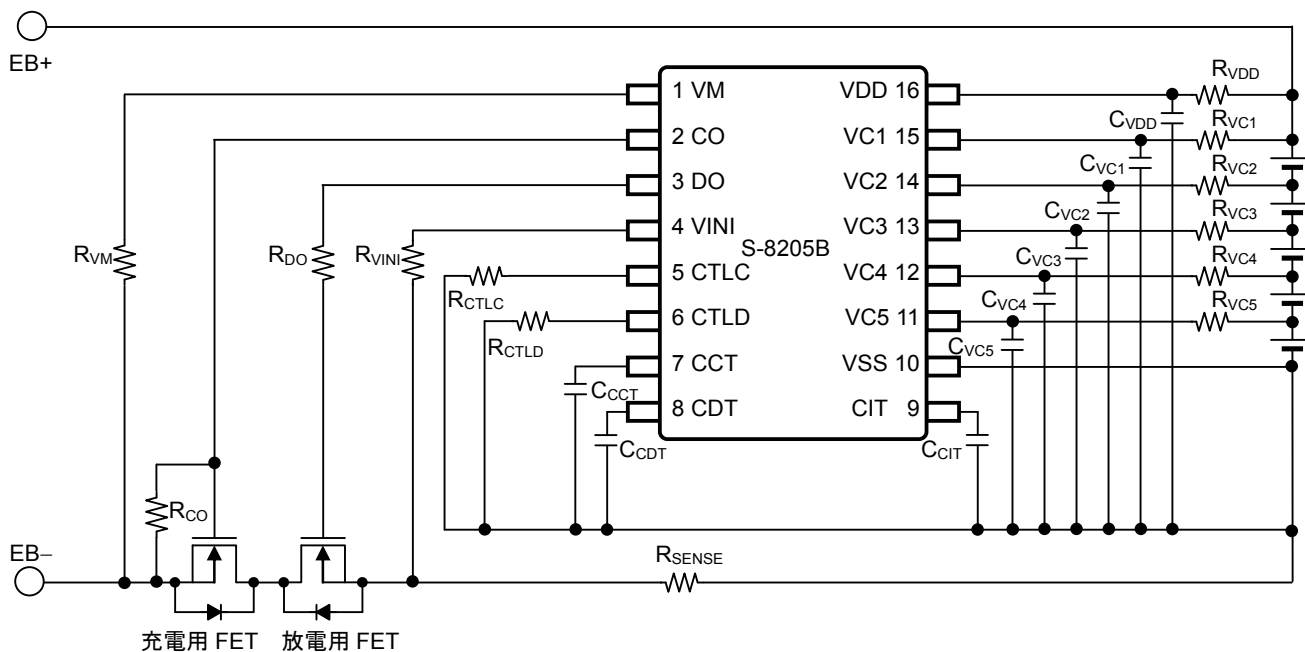 EB+
1 VM
2 CO
3 DO
4 VINI
5 CTLC
6 CTLD
7 CCT
8 CDT
S-8205B
VDD 16
VC1 15
VC2 14
VC3 13
VC4 12
VC5 11
VSS 10
CIT 9
RVDD
RVC1
RVC2
RVC3
RVC4
RVC5
CVDD
CVC1
CVC2
CVC3
CVC4
CVC5
RVM
RDO
RVINI
RCTLC
RCTLD
CCCT
CCDT
CCIT
RCO
EB−
RSENSE
充電用 FET
放電用 FET